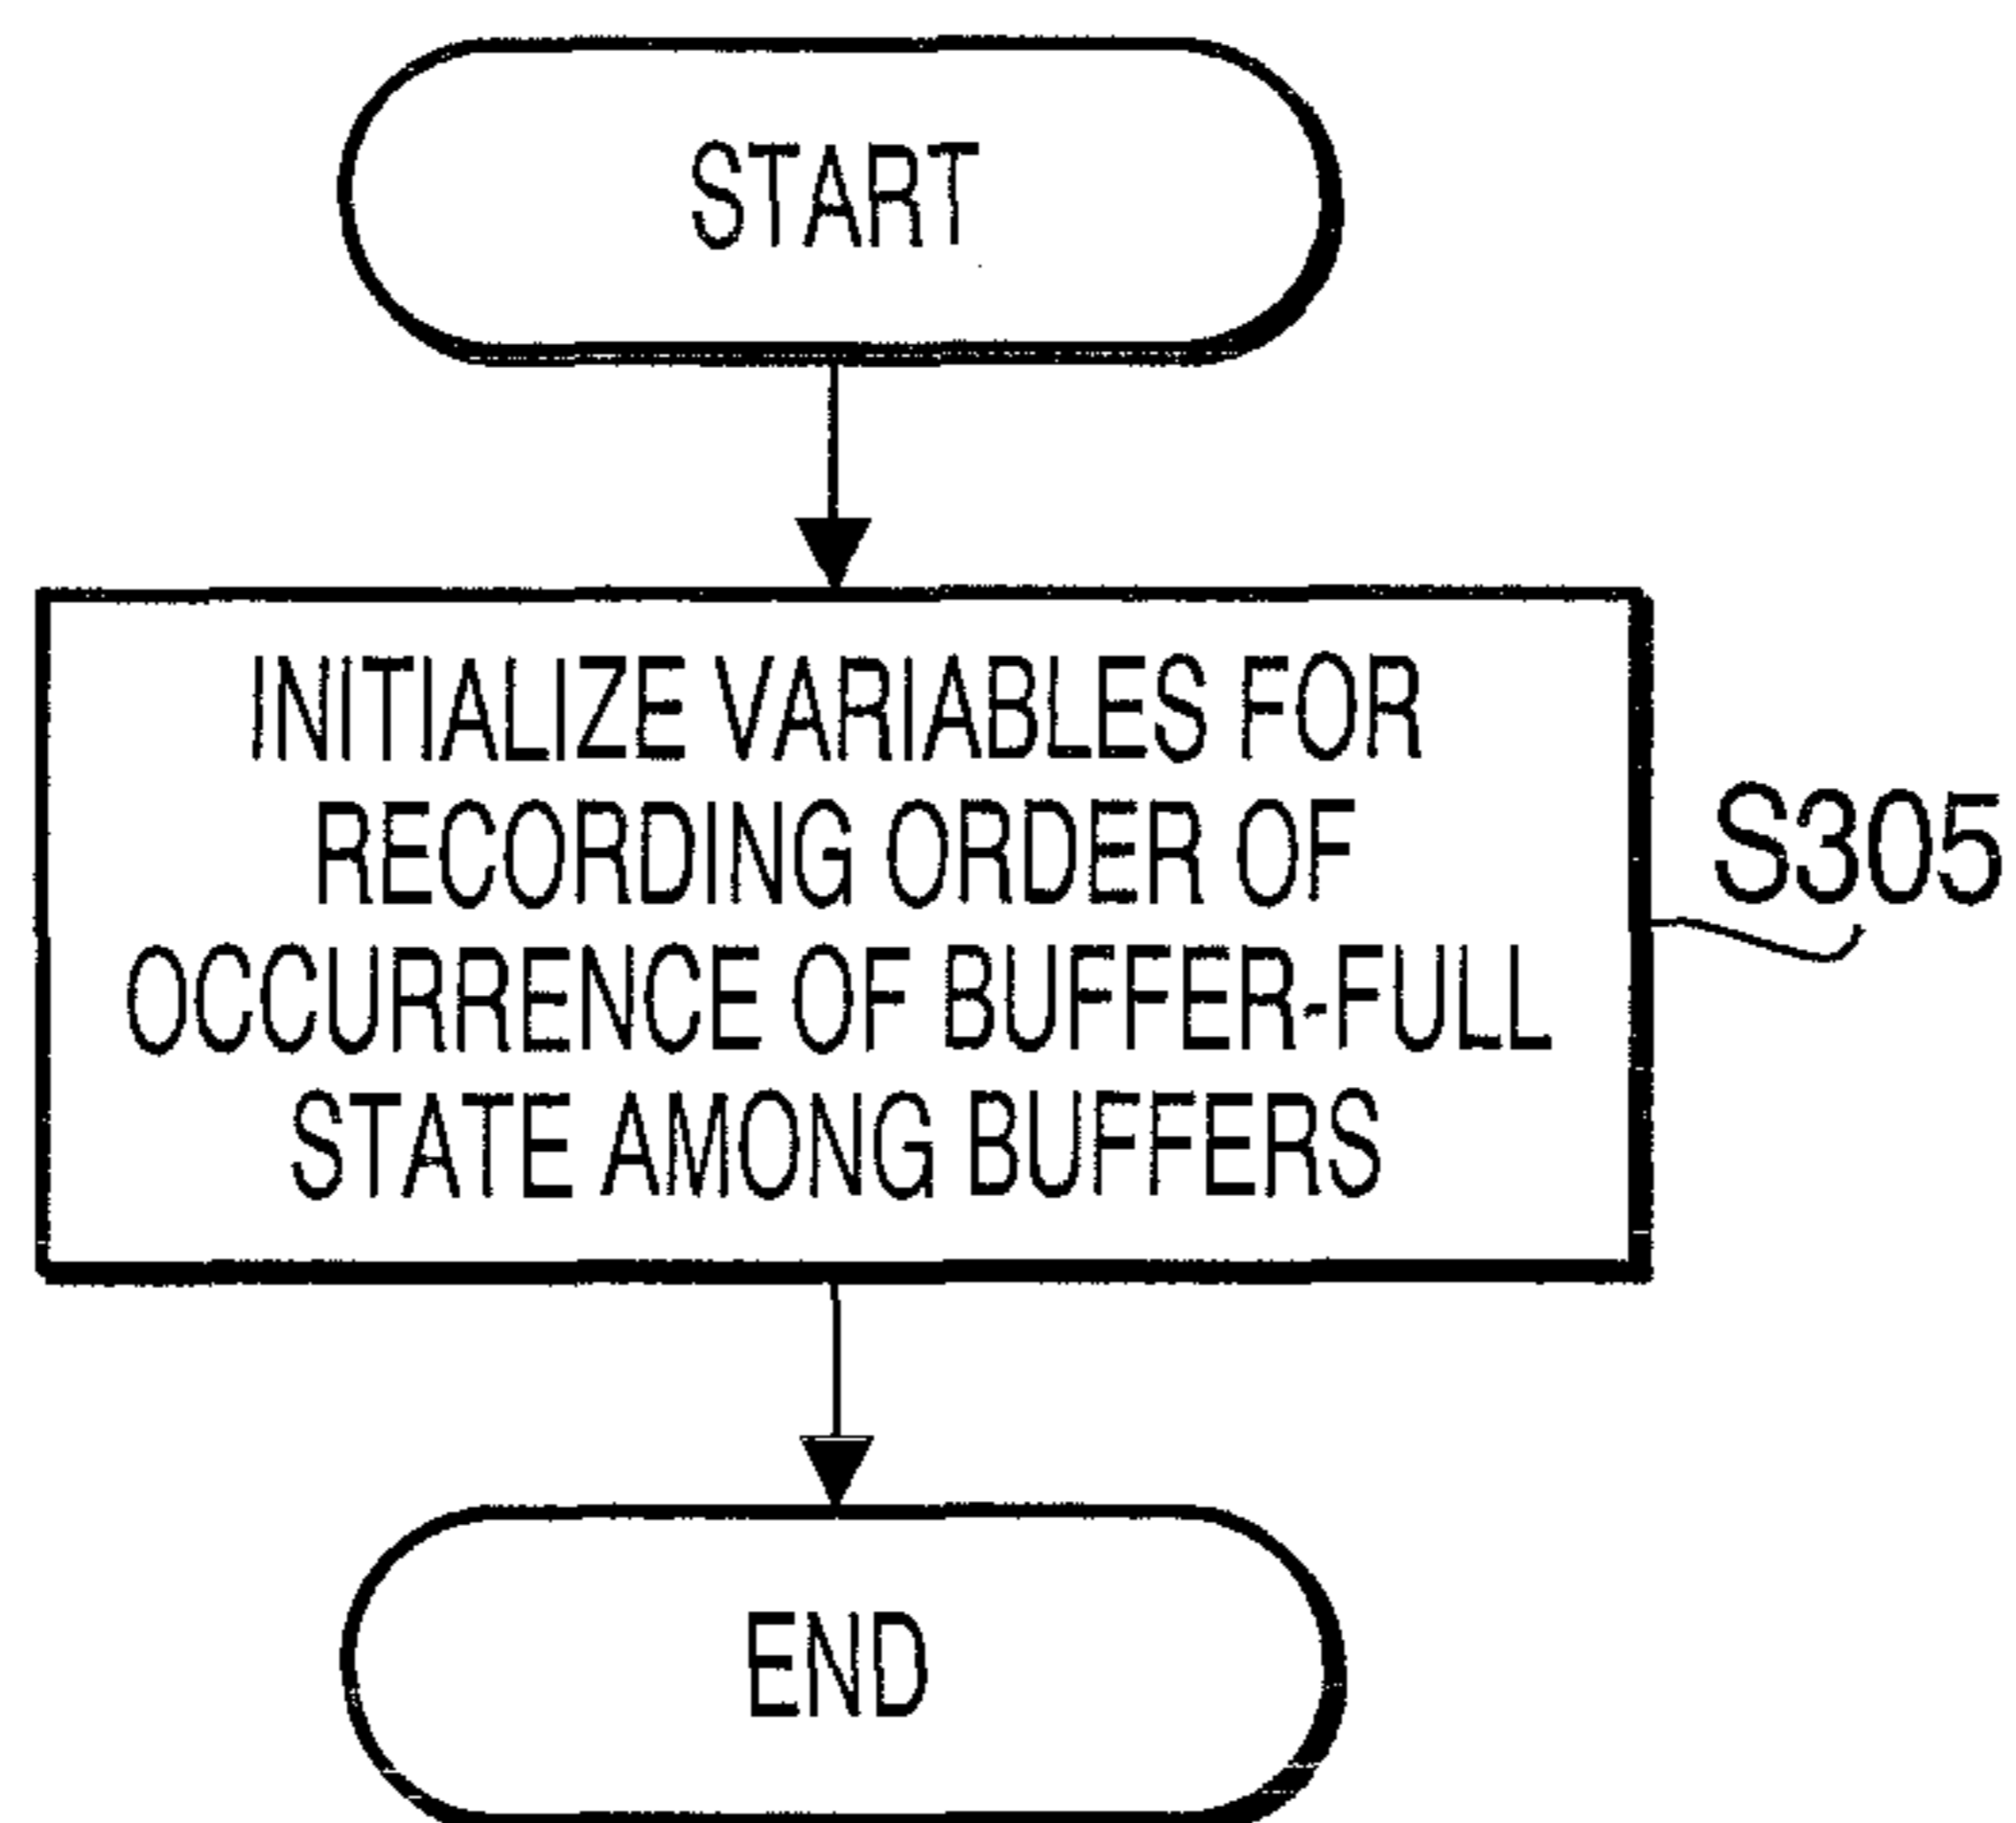 START
INITIALIZE VARIABLES FOR
RECORDING ORDER OF
OCCURRENCE OF BUFFER-FULL
STATE AMONG BUFFERS
S305
END